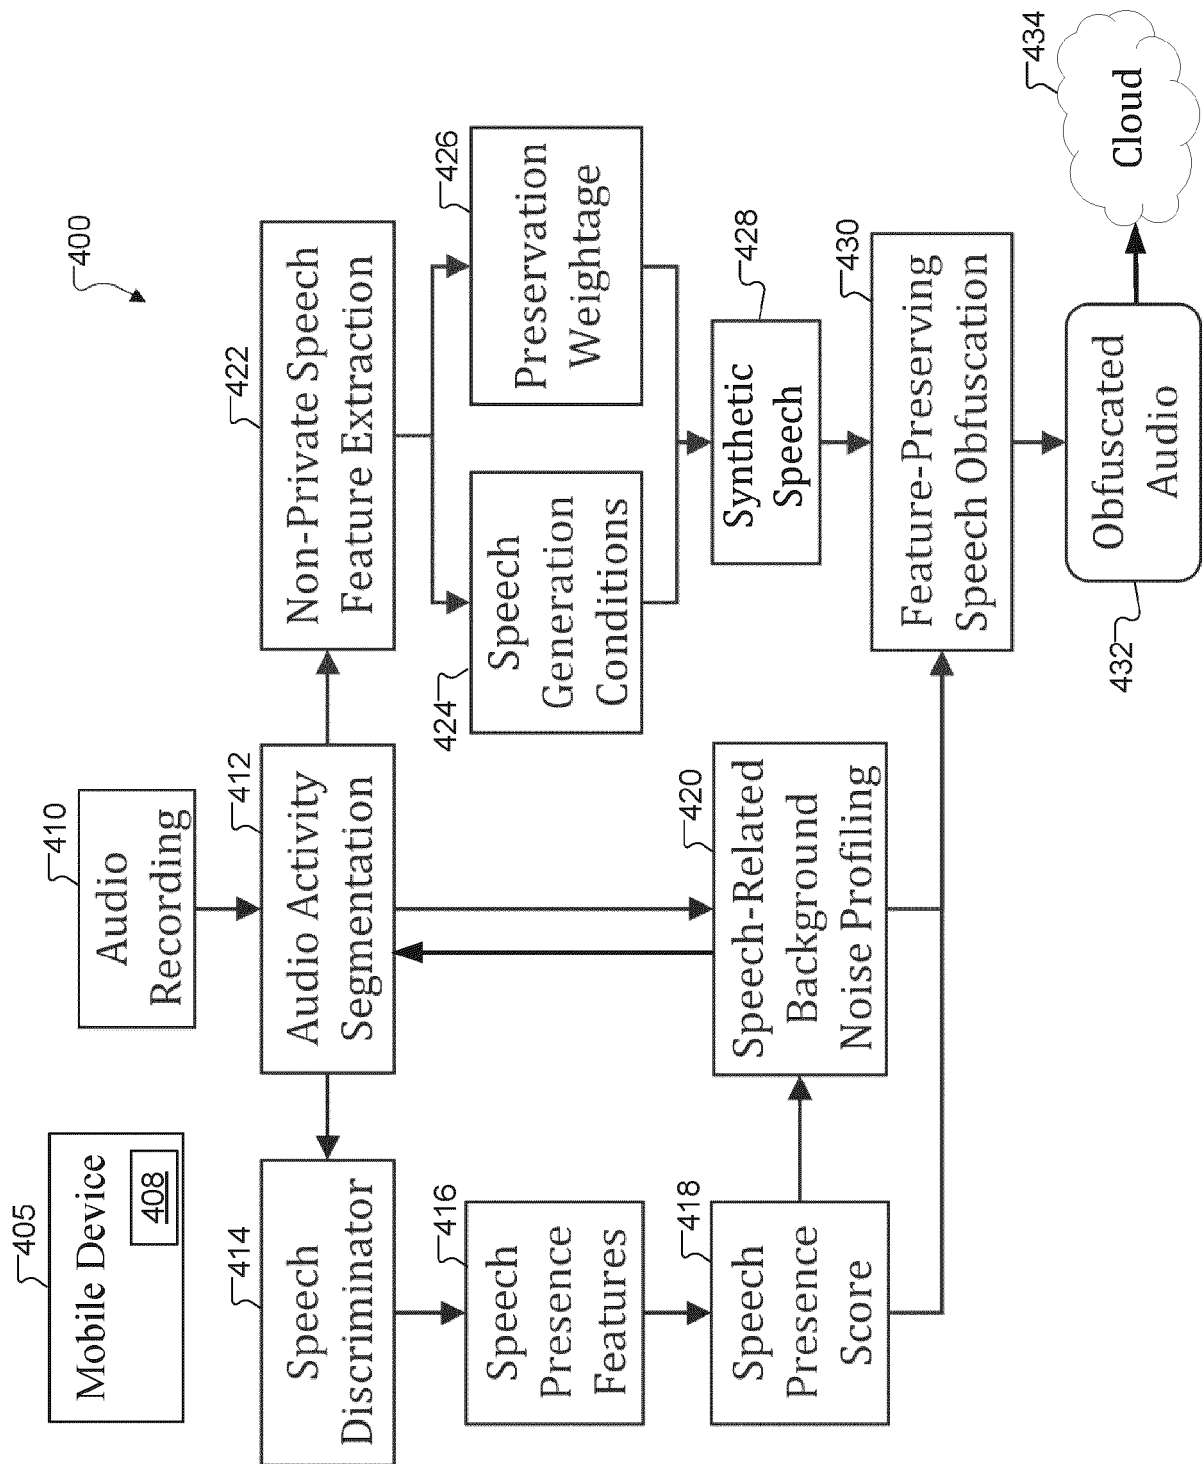 400
405
Mobile Device
408
410
Audio
Recording
412
Audio Activity
Segmentation
414
Speech
Discriminator
416
Speech
Presence
Features
418
Speech
Presence
Score
420
Speech-Related
Background
Noise Profiling
422
Non-Private Speech
Feature Extraction
424
Speech
Generation
Conditions
426
Preservation
Weightage
428
Synthetic
Speech
430
Feature-Preserving
Speech Obfuscation
432
Obfuscated
Audio
434
Cloud